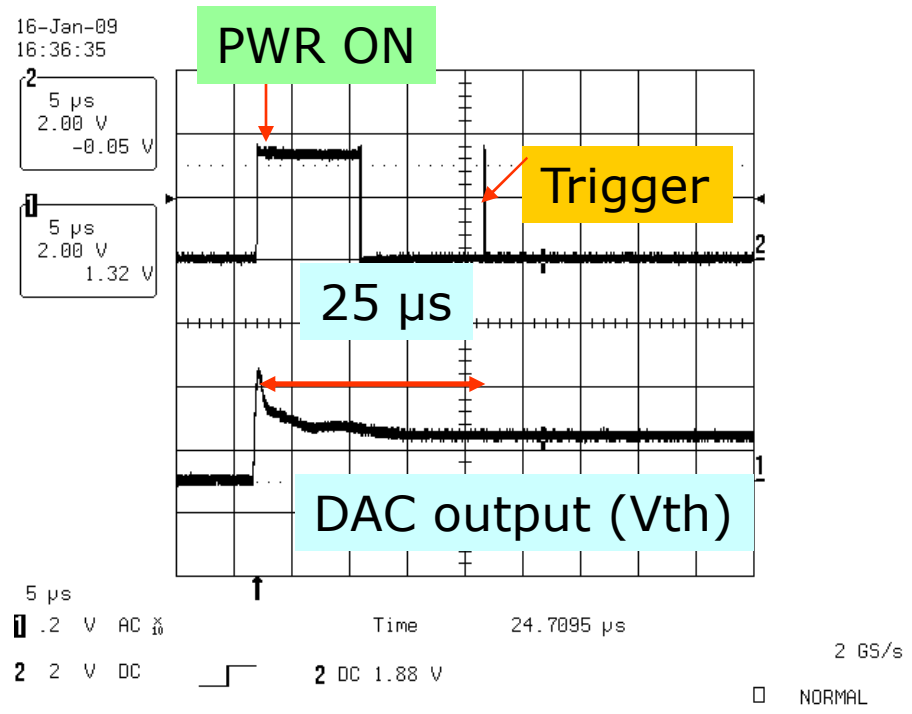 16-Jan-09
16:36:35
PWR ON
2
5 µs
2.00 V
-0.05 V
1
5 µs
2.00 V
1.32 V
Trigger
2
25 µs
1
DAC output (Vth)
5 µs
1 .2 V AC X10 Time 24.7095 µs
2 GS/s
2 2 V DC 2 DC 1.88 V
NORMAL